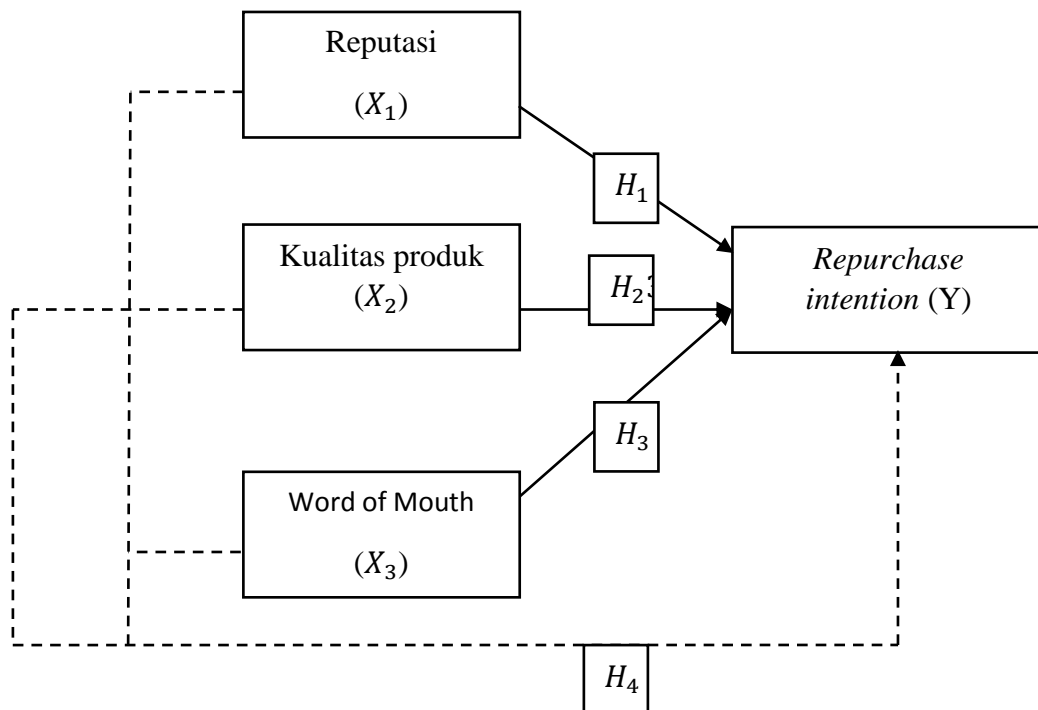 Reputasi
(X₁)
H₁
Kualitas produk
(X₂)
H₂
Repurchase
intention (Y)
H₃
Word of Mouth
(X₃)
H₄